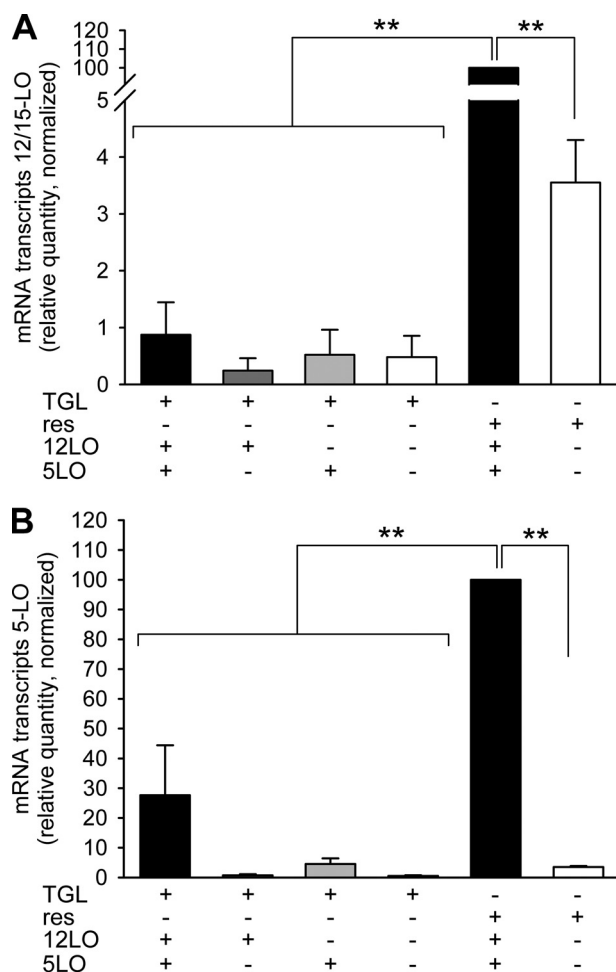 A
mRNA transcripts 12/15-LO
(relative quantity, normalized)
120
100
5
4
3
2
1
0
** **
TGL + + + + - -
res - - - - + +
12LO + + - - + -
5LO + - + - + -
B
mRNA transcripts 5-LO
(relative quantity, normalized)
120
110
100
90
80
70
60
50
40
30
20
10
0
** **
TGL + + + + - -
res - - - - + +
12LO + + - - + -
5LO + - + - + -